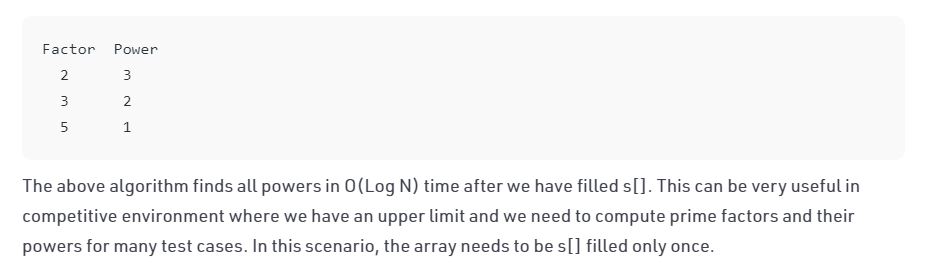 Factor Power
2 3
3 2
5 1
The above algorithm finds all powers in O(Log N) time after we have filled s[]. This can be very useful in
competitive environment where we have an upper limit and we need to compute prime factors and their
powers for many test cases. In this scenario, the array needs to be s[] filled only once.